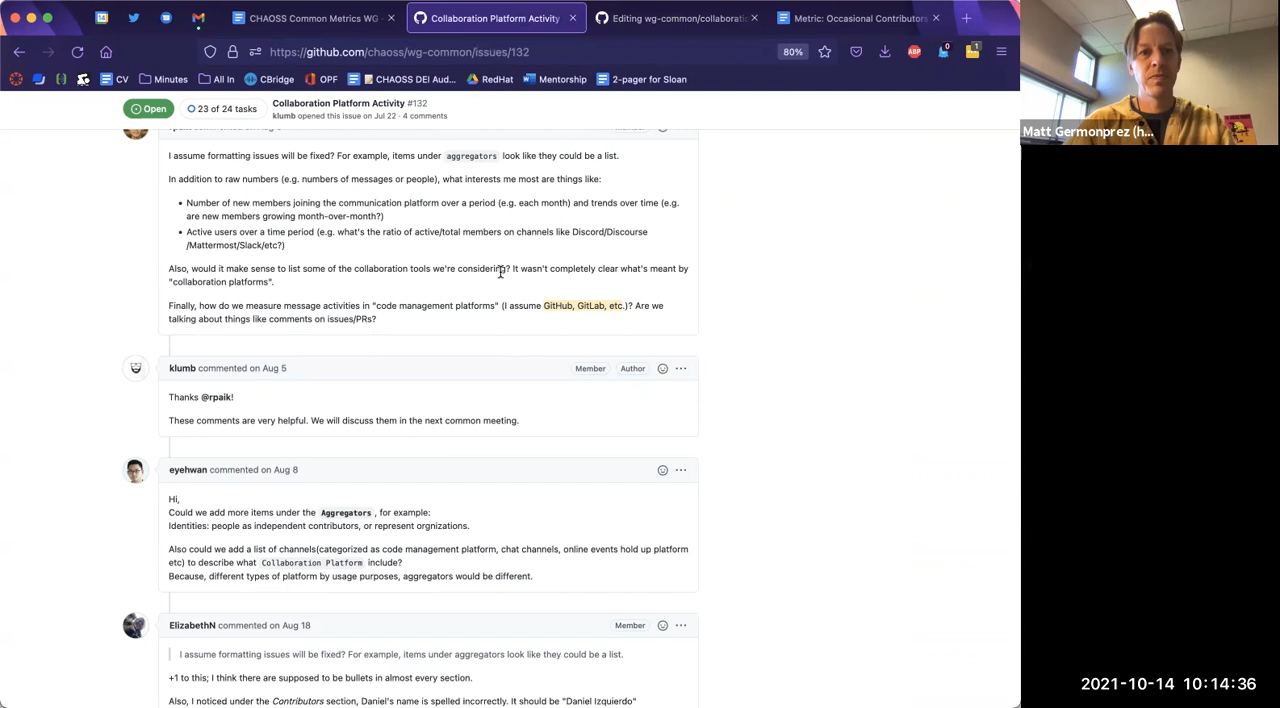 14
CHAOSS Common Metrics WG -
Collaboration Platform Activity
Editing wg-common/collaboratio
Metric: Occasional Contributors
https://github.com/chaoss/wg-common/issues/132
80%
ABP
0
1
CV
Minutes
All In
CBridge
OPF
CHAOSS DEI Aud...
RedHat
Mentorship
2-pager for Sloan
Open
23 of 24 tasks
Collaboration Platform Activity #132
klumb opened this issue on Jul 22 · 4 comments
I assume formatting issues will be fixed? For example, items under aggregators look like they could be a list.
In addition to raw numbers (e.g. numbers of messages or people), what interests me most are things like:
• Number of new members joining the communication platform over a period (e.g. each month) and trends over time (e.g.
are new members growing month-over-month?)
• Active users over a time period (e.g. what's the ratio of active/total members on channels like Discord/Discourse
/Mattermost/Slack/etc?)
Also, would it make sense to list some of the collaboration tools we're considering? It wasn't completely clear what's meant by
"collaboration platforms".
Finally, how do we measure message activities in "code management platforms" (I assume GitHub, GitLab, etc.)? Are we
talking about things like comments on issues/PRs?
klumb commented on Aug 5
Member
Author
Thanks @rpaik!
These comments are very helpful. We will discuss them in the next common meeting.
eyehwan commented on Aug 8
Hi,
Could we add more items under the Aggregators, for example:
Identities: people as independent contributors, or represent orgnizations.
Also could we add a list of channels(categorized as code management platform, chat channels, online events hold up platform
etc) to describe what Collaboration Platform include?
Because, different types of platform by usage purposes, aggregators would be different.
ElizabethN commented on Aug 18
Member
I assume formatting issues will be fixed? For example, items under aggregators look like they could be a list.
+1 to this; I think there are supposed to be bullets in almost every section.
Also, I noticed under the Contributors section, Daniel's name is spelled incorrectly. It should be "Daniel Izquierdo"
Matt Germonprez (h...
2021-10-14 10:14:36